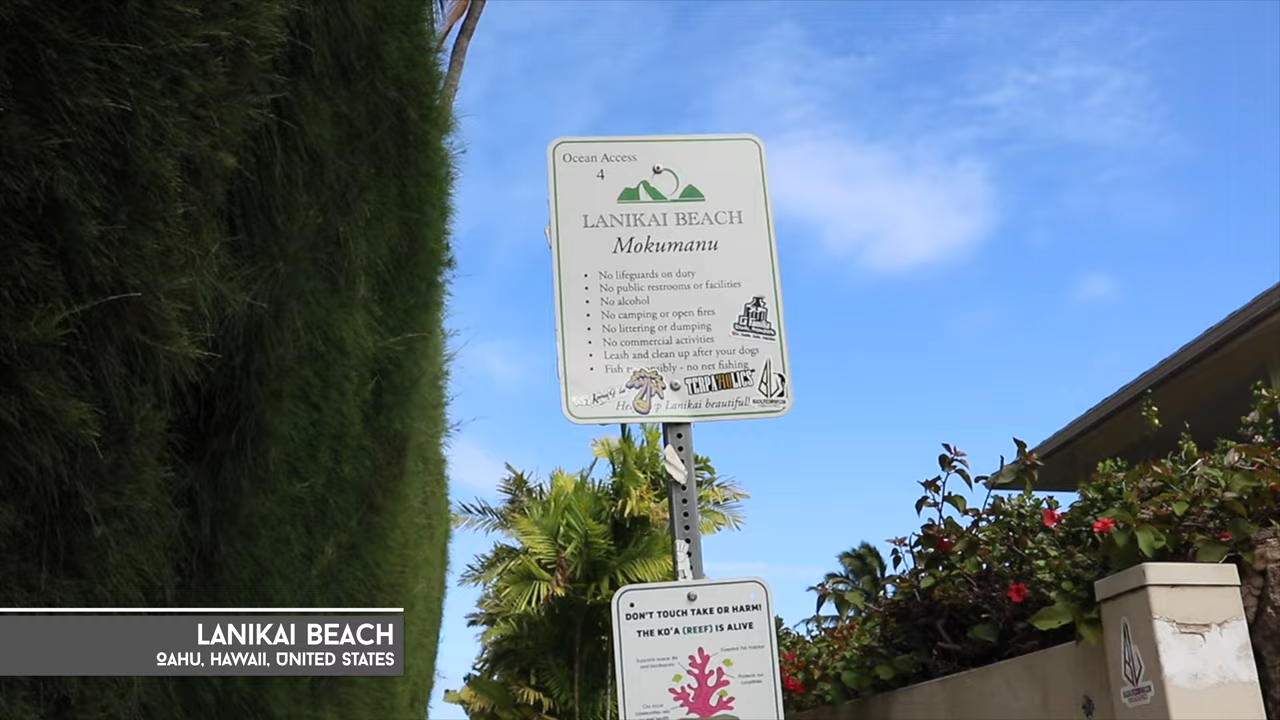 Ocean Access
4
LANIKAI BEACH
Mokumanu
• No lifeguards on duty
• No public restrooms or facilities
• No alcohol
• No camping or open fires
• No littering or dumping
• No commercial activities
• Leash and clean up after your dogs
• Fish - no net fishing
TERPAHOLICS
Lanikai beautiful!
DON'T TOUCH TAKE OR HARM!
THE KO'A (REEF) IS ALIVE
LANIKAI BEACH
OAHU, HAWAII, UNITED STATES